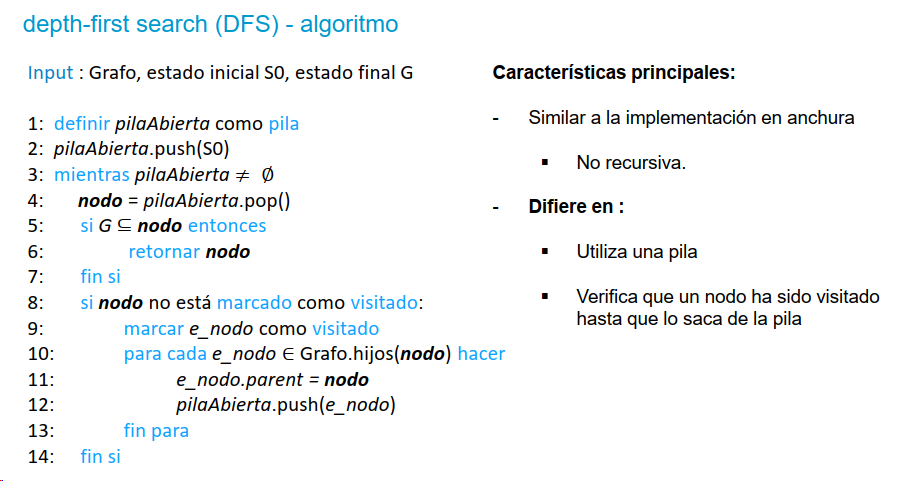 depth-first search (DFS) - algoritmo
Input : Grafo, estado inicial S0, estado final G
1: definir pilaAbierta como pila
2: pilaAbierta.push(S0)
3: mientras pilaAbierta ≠ ∅
4: nodo = pilaAbierta.pop()
5: si G ⊆ nodo entonces
6: retornar nodo
7: fin si
8: si nodo no está marcado como visitado:
9: marcar e_nodo como visitado
10: para cada e_nodo ∈ Grafo.hijos(nodo) hacer
11: e_nodo.parent = nodo
12: pilaAbierta.push(e_nodo)
13: fin para
14: fin si
Características principales:
- Similar a la implementación en anchura
▪ No recursiva.
- Difiere en :
▪ Utiliza una pila
▪ Verifica que un nodo ha sido visitado
hasta que lo saca de la pila